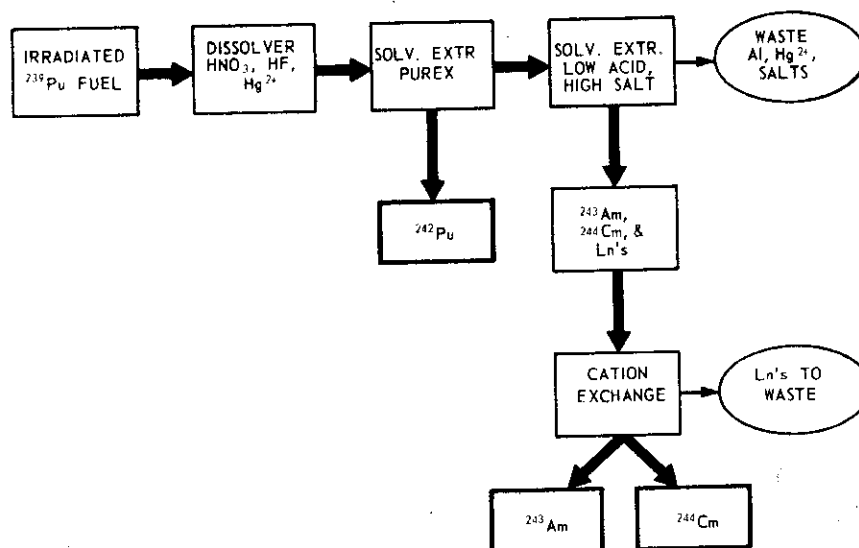 IRRADIATED
²³⁹Pu FUEL
DISSOLVER
HNO₃, HF,
Hg²⁺
SOLV. EXTR
PUREX
SOLV. EXTR.
LOW ACID,
HIGH SALT
WASTE
Al, Hg²⁺,
SALTS
²⁴²Pu
²⁴³Am,
²⁴⁴Cm, &
Ln's
CATION
EXCHANGE
Ln's TO
WASTE
²⁴³Am
²⁴⁴Cm